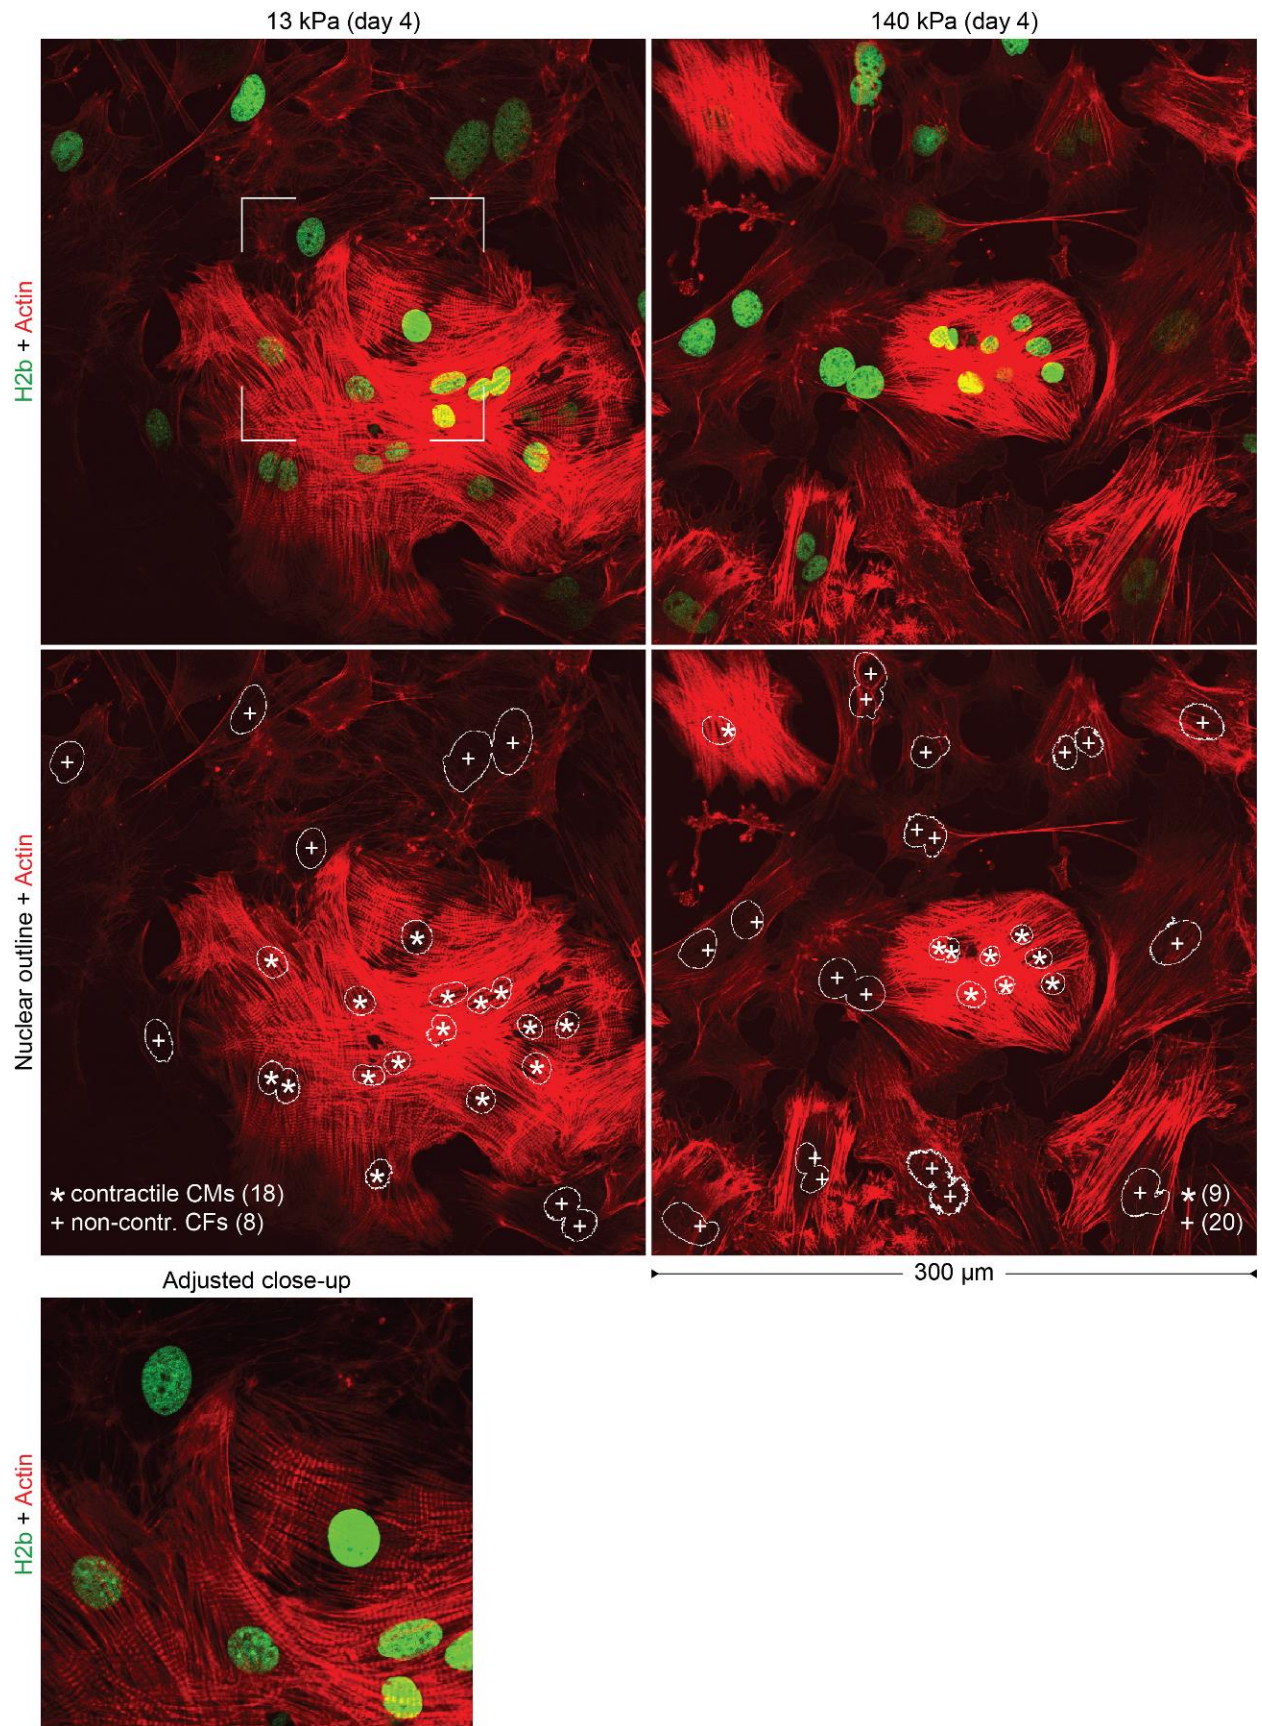 13 kPa (day 4)
140 kPa (day 4)
H2b + Actin
Nuclear outline + Actin
* contractile CMs (18)
+ non-contr. CFs (8)
* (9)
+ (20)
300 µm
Adjusted close-up
H2b + Actin